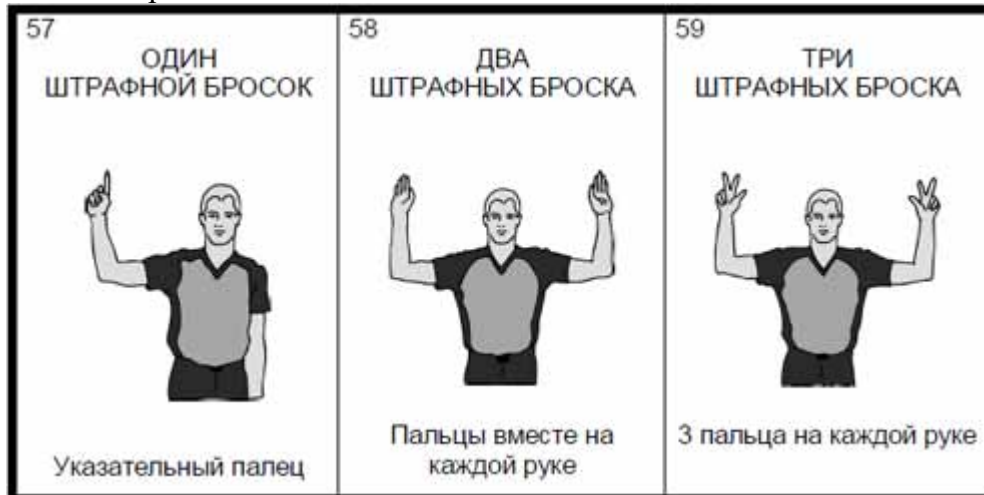 57
ОДИН
ШТРАФНОЙ БРОСОК
Указательный палец
58
ДВА
ШТРАФНЫХ БРОСКА
Пальцы вместе на
каждой руке
59
ТРИ
ШТРАФНЫХ БРОСКА
3 пальца на каждой руке